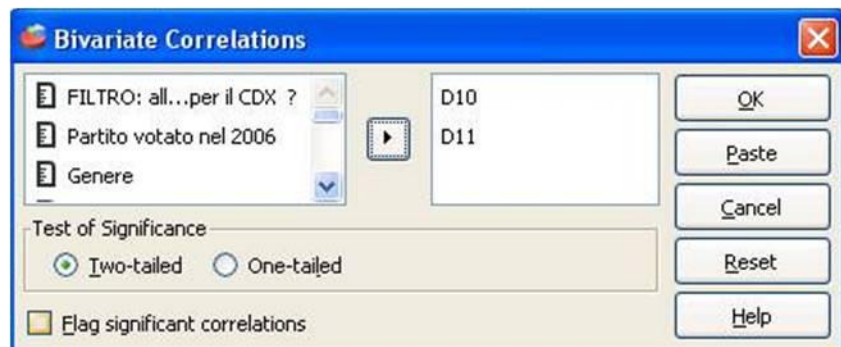 Bivariate Correlations
FILTRO: all...per il CDX ?
Partito votato nel 2006
Genere
D10
D11
OK
Paste
Cancel
Reset
Help
Test of Significance
Two-tailed
One-tailed
Flag significant correlations